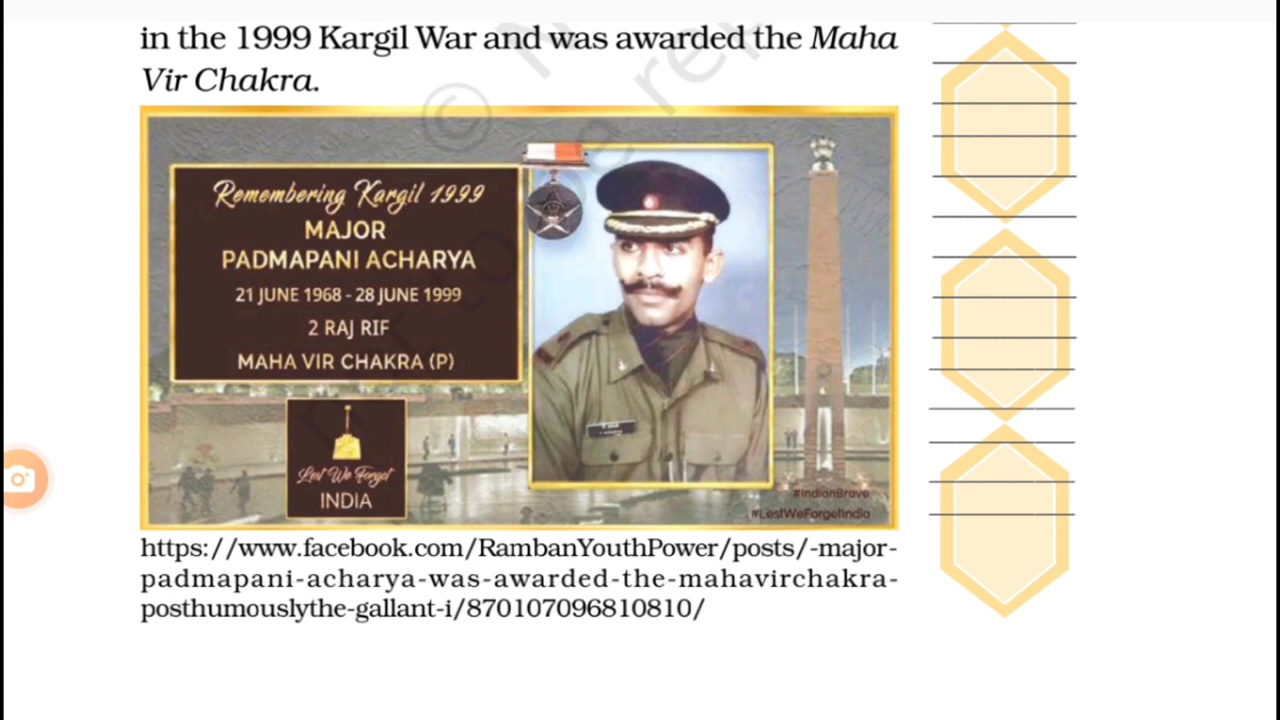 in the 1999 Kargil War and was awarded the Maha
Vir Chakra.
Remembering Kargil 1999
MAJOR
PADMAPANI ACHARYA
21 JUNE 1968 - 28 JUNE 1999
2 RAJ RIF
MAHA VIR CHAKRA (P)
Lest We Forget
INDIA
#IndianBrave
#LestWeForgetIndia
https://www.facebook.com/RambanYouthPower/posts/-major-
padmapani-acharya-was-awarded-the-mahavirchakra-
posthumouslythe-gallant-i/870107096810810/